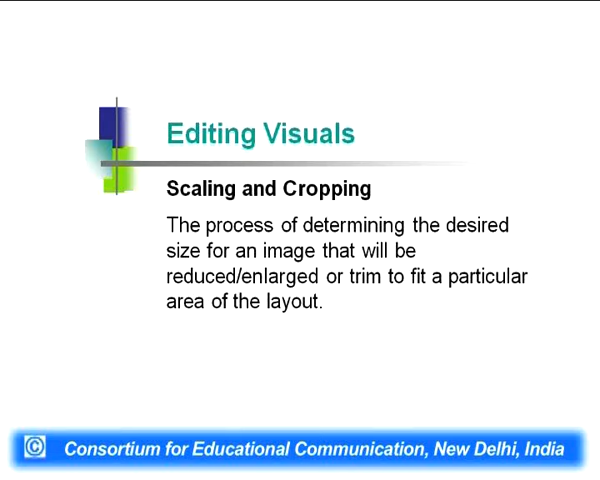 Editing Visuals
Scaling and Cropping
The process of determining the desired
size for an image that will be
reduced/enlarged or trim to fit a particular
area of the layout.
© Consortium for Educational Communication, New Delhi, India